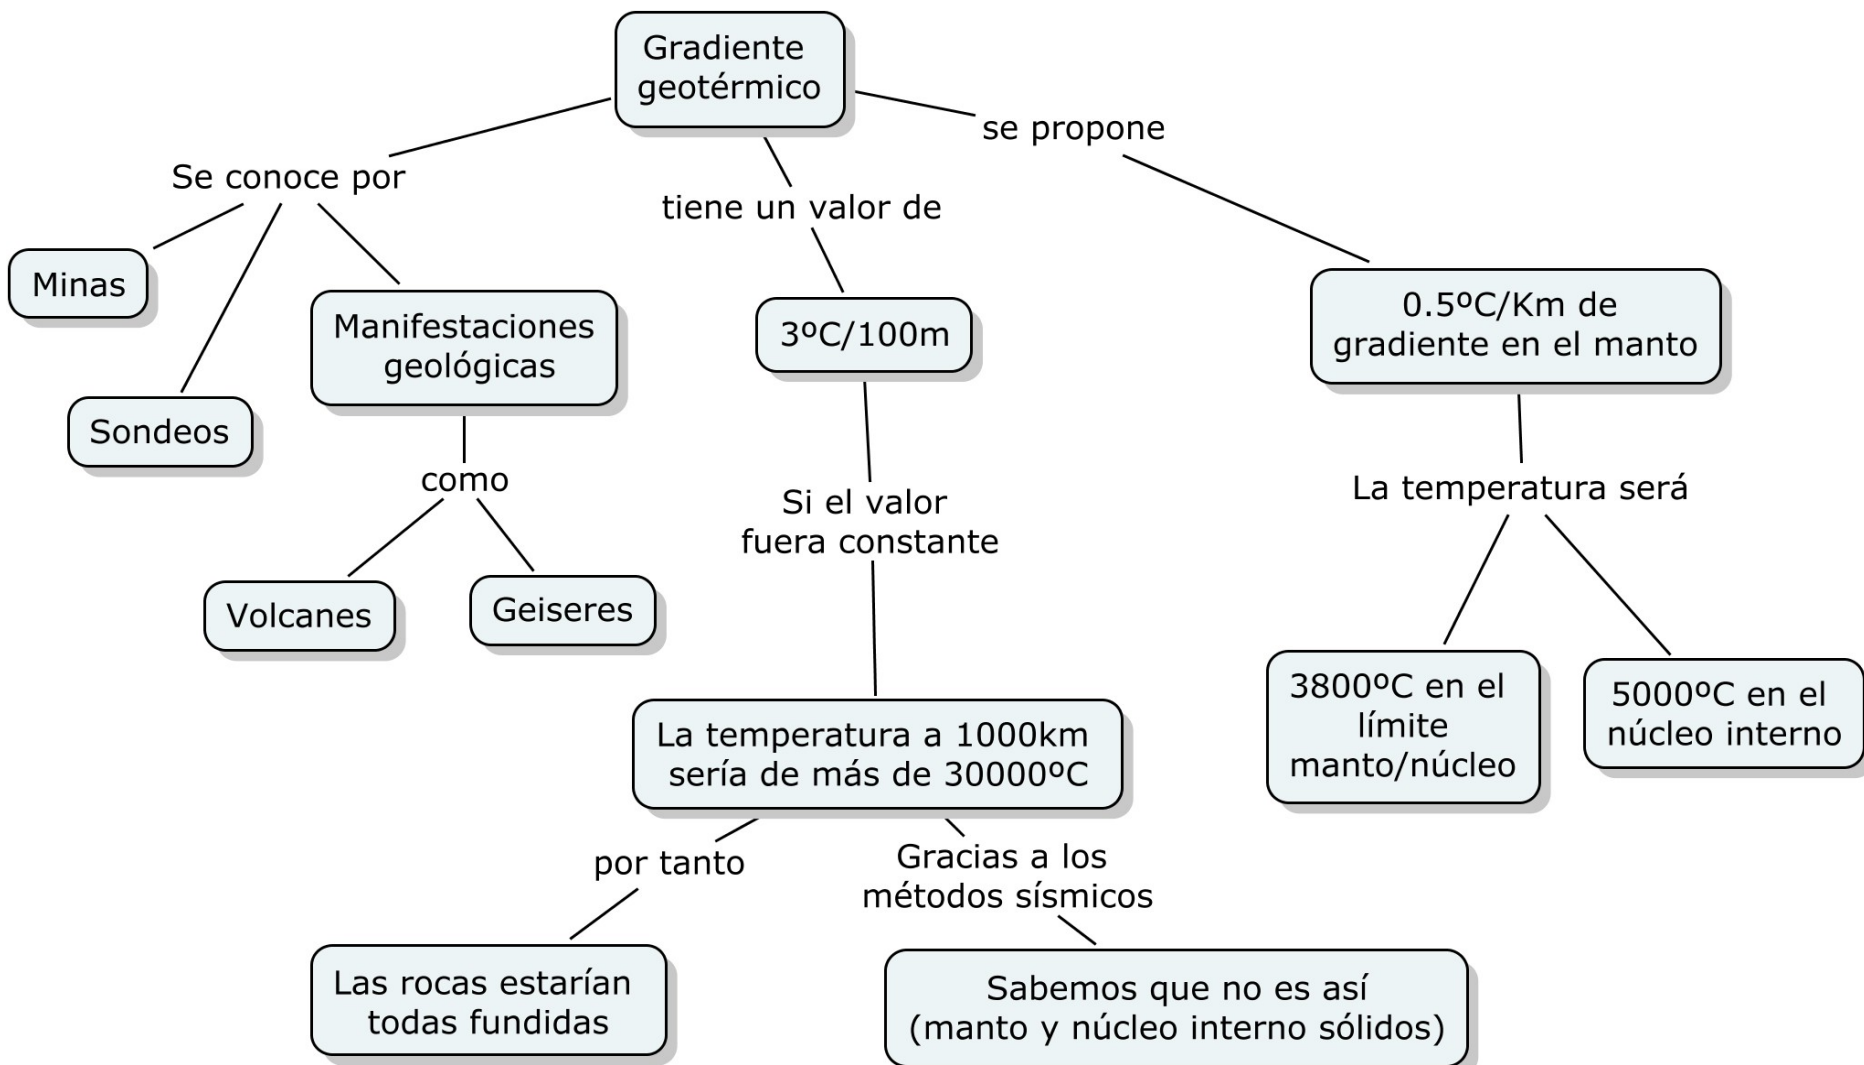 Gradiente
geotérmico
Se conoce por
Minas
Sondeos
Manifestaciones
geológicas
como
Volcanes
Geiseres
tiene un valor de
3ºC/100m
Si el valor
fuera constante
La temperatura a 1000km
sería de más de 30000ºC
por tanto
Las rocas estarían
todas fundidas
Gracias a los
métodos sísmicos
Sabemos que no es así
(manto y núcleo interno sólidos)
se propone
0.5ºC/Km de
gradiente en el manto
La temperatura será
3800ºC en el
límite
manto/núcleo
5000ºC en el
núcleo interno